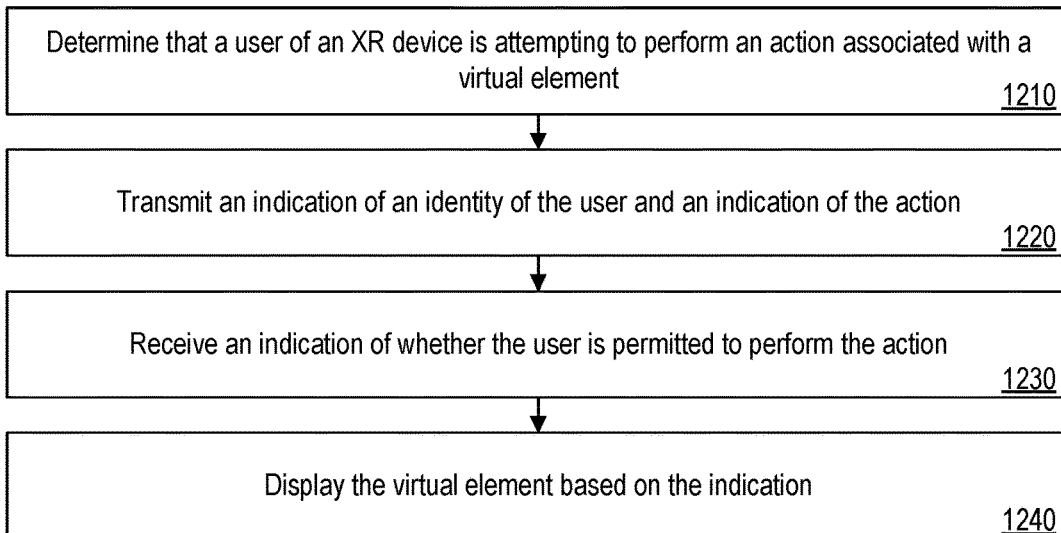 Determine that a user of an XR device is attempting to perform an action associated with a
virtual element
1210
Transmit an indication of an identity of the user and an indication of the action
1220
Receive an indication of whether the user is permitted to perform the action
1230
Display the virtual element based on the indication
1240